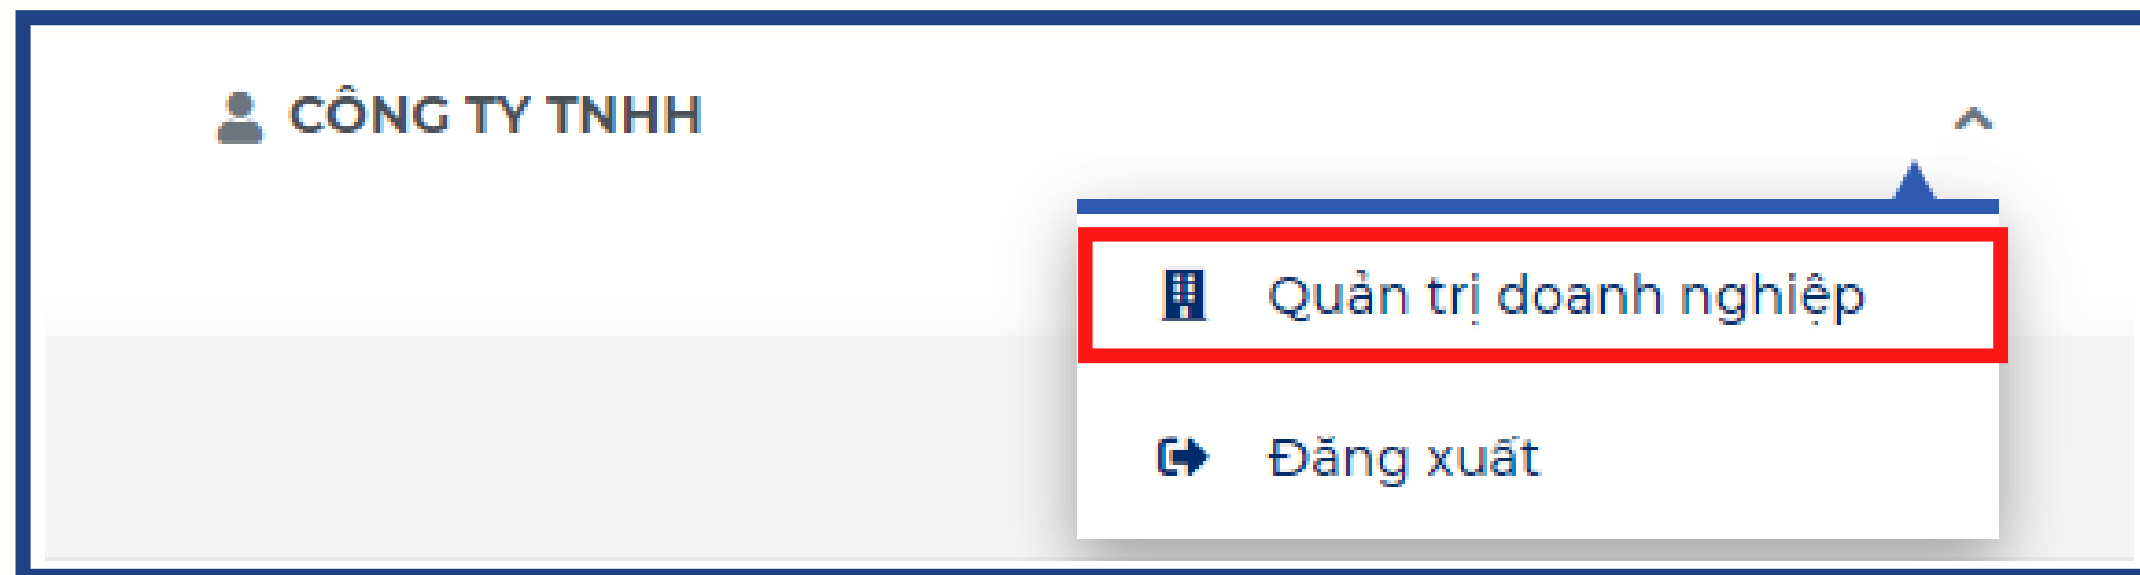 CÔNG TY TNHH
Quản trị doanh nghiệp
Đăng xuất